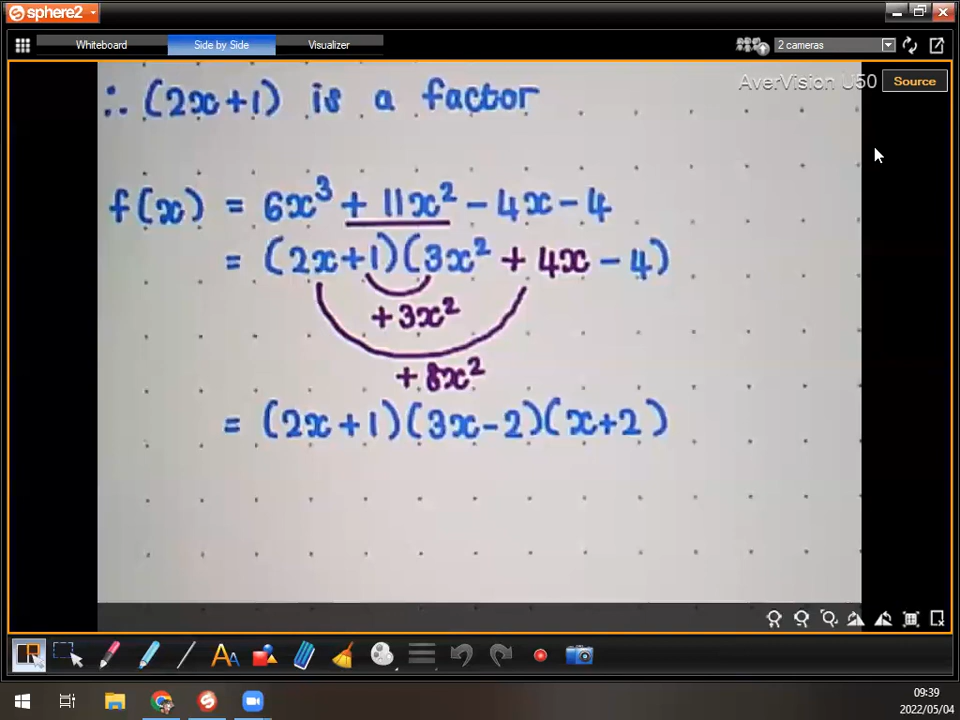 sphere2
Whiteboard
Side by Side
Visualizer
2 cameras
AverVision U50
Source
∴ (2x+1) is a factor
f(x) = 6x³ + 11x² - 4x - 4
= (2x+1)(3x² + 4x - 4)
+ 3x²
+ 8x²
= (2x+1)(3x-2)(x+2)
09:39
2022/05/04